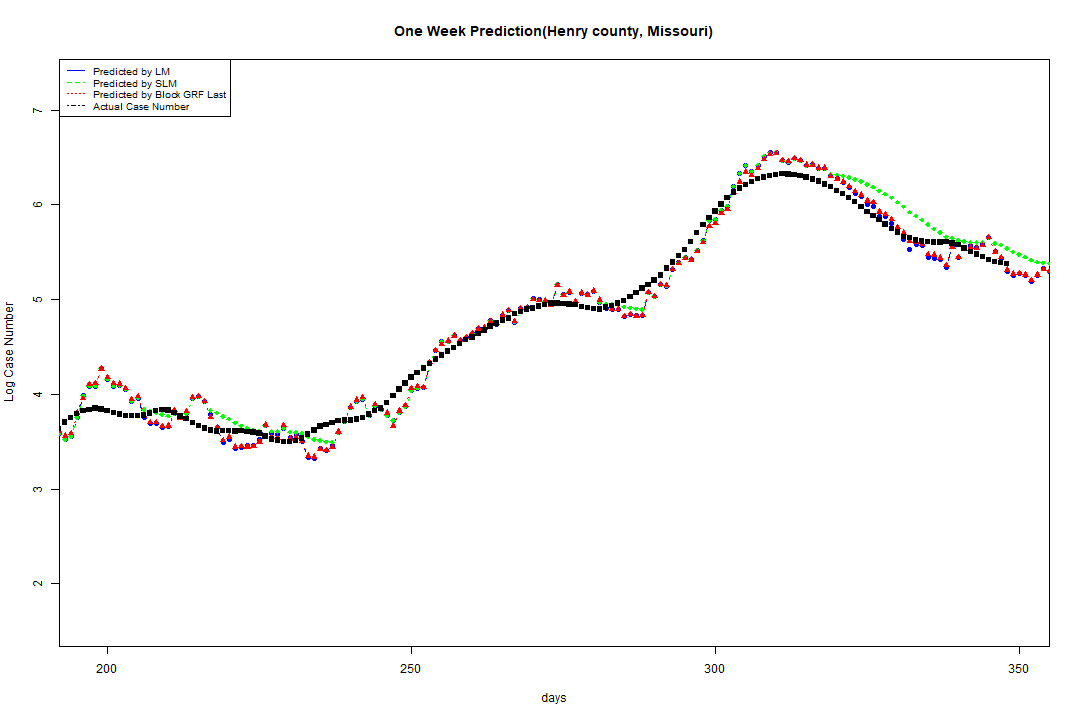 One Week Prediction(Henry county, Missouri)
Predicted by LM
Predicted by SLM
Predicted by Block GRF Last
Actual Case Number
7
6
5
4
3
2
Log Case Number
200
250
300
350
days